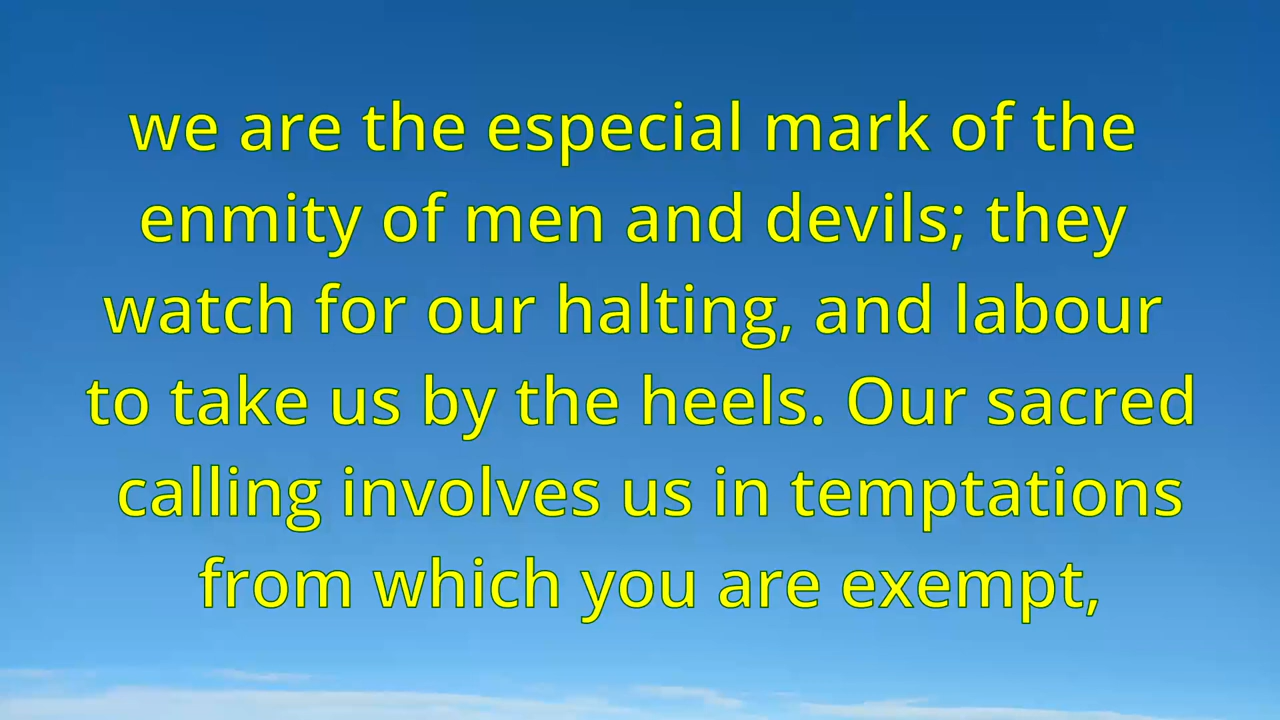 we are the especial mark of the
enmity of men and devils; they
watch for our halting, and labour
to take us by the heels. Our sacred
calling involves us in temptations
from which you are exempt,